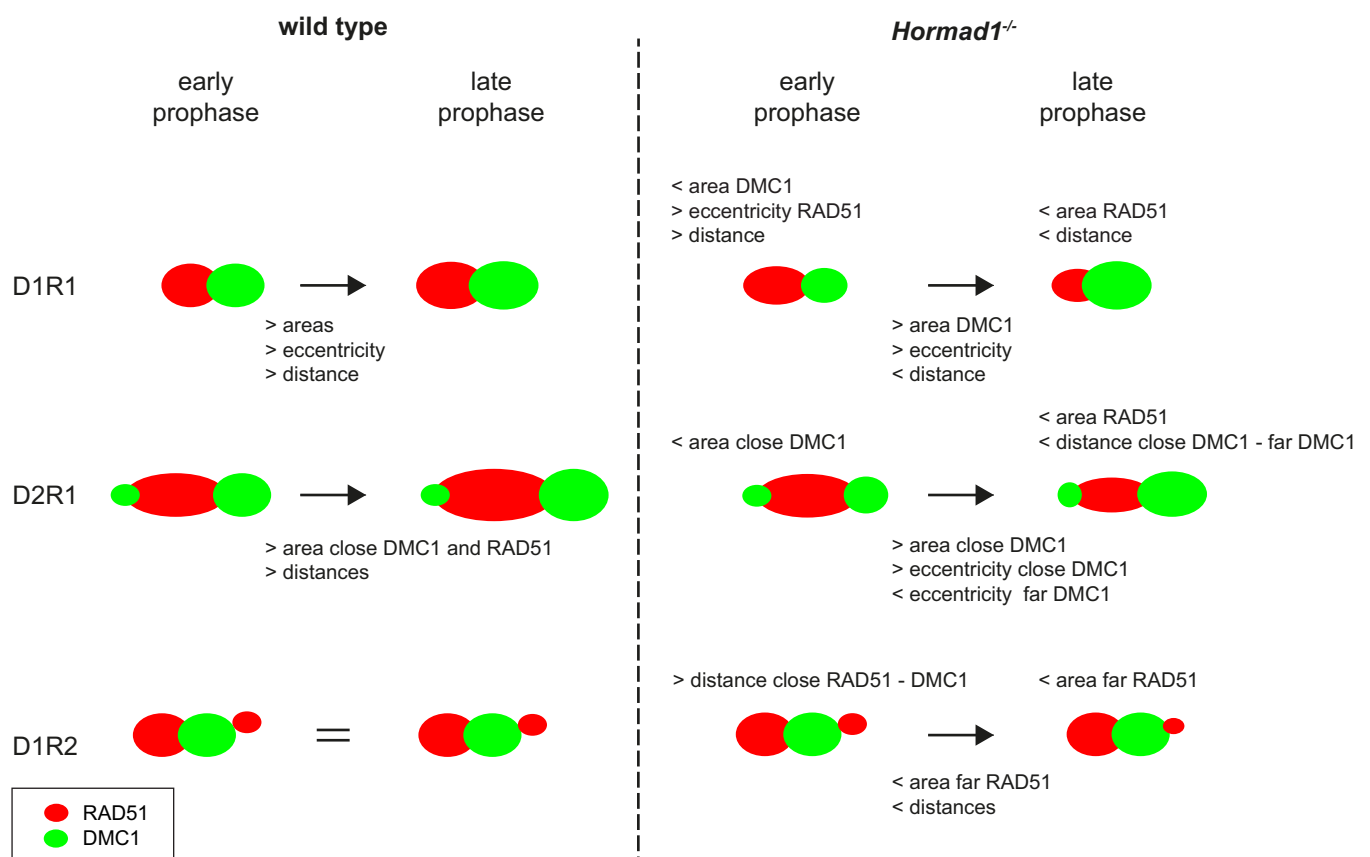 wild type
early
prophase
late
prophase
Hormad1-/-
early
prophase
late
prophase
D1R1
> areas
> eccentricity
> distance
< area DMC1
> eccentricity RAD51
> distance
> area DMC1
> eccentricity
< distance
< area RAD51
< distance
D2R1
> area close DMC1 and RAD51
> distances
< area close DMC1
> area close DMC1
> eccentricity close DMC1
< eccentricity far DMC1
< area RAD51
< distance close DMC1 - far DMC1
D1R2
=
> distance close RAD51 - DMC1
< area far RAD51
< distances
< area far RAD51
RAD51
DMC1